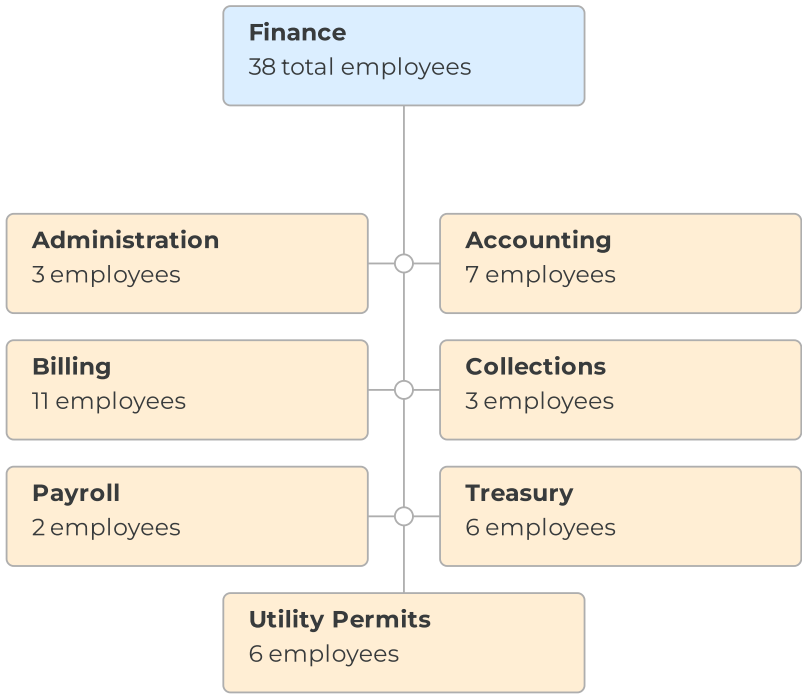 Finance
38 total employees
Administration
3 employees
Accounting
7 employees
Billing
11 employees
Collections
3 employees
Payroll
2 employees
Treasury
6 employees
Utility Permits
6 employees